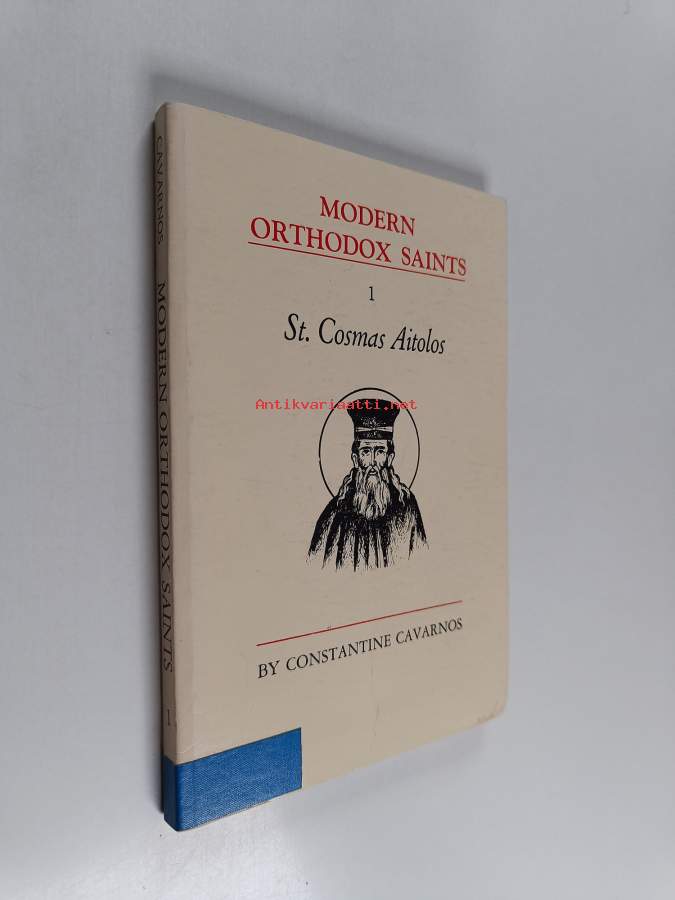 MODERN
ORTHODOX SAINTS
1
St. Cosmas Aitolos
Antikvariaatti.net
BY CONSTANTINE CAVARNOS
CAVARNOS MODERN ORTHODOX SAINTS 1